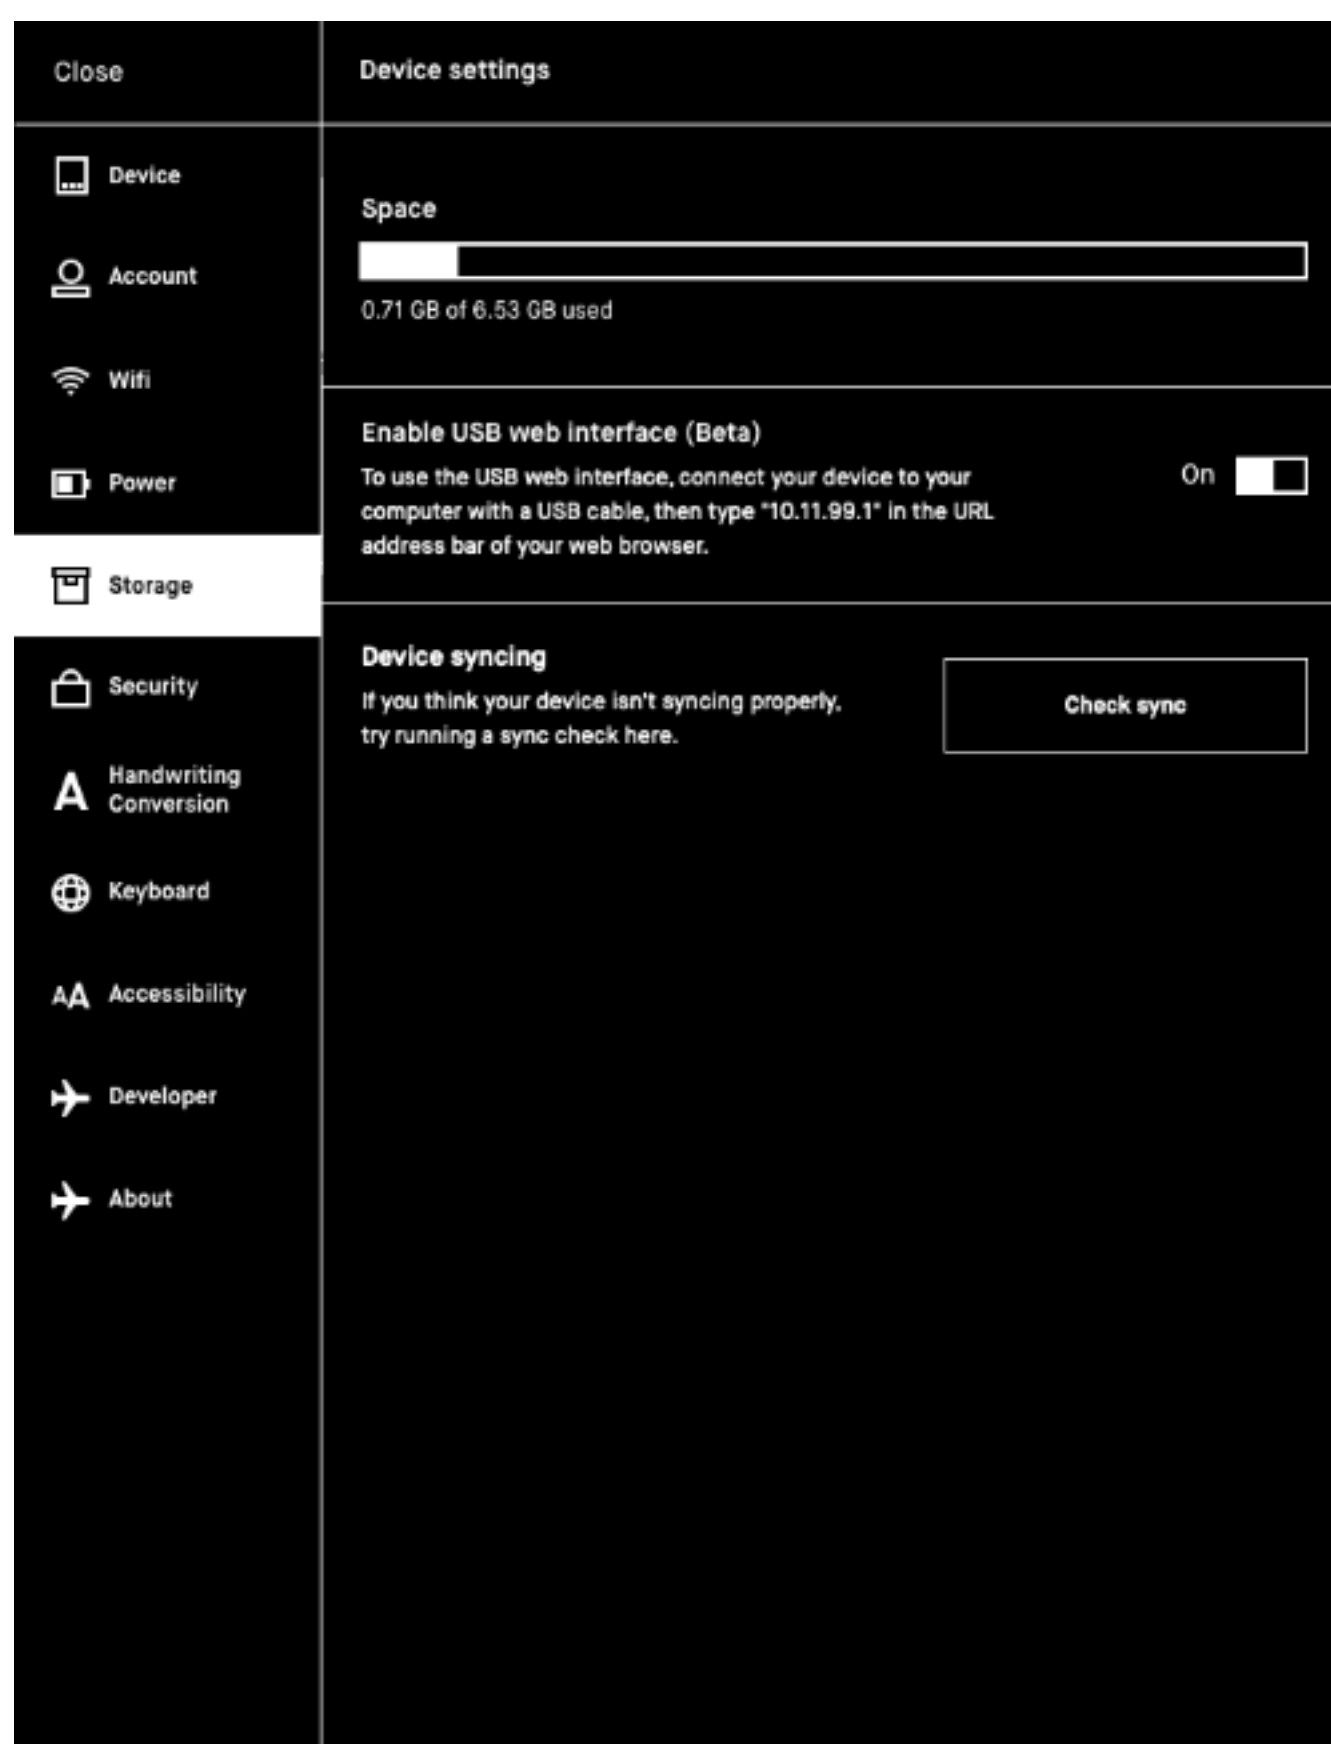 Close
Device settings
Device
Account
Wifi
Power
Storage
Security
Handwriting
Conversion
Keyboard
Accessibility
Developer
About
Space
0.71 GB of 6.53 GB used
Enable USB web interface (Beta)
To use the USB web interface, connect your device to your
computer with a USB cable, then type "10.11.99.1" in the URL
address bar of your web browser.
On
Device syncing
If you think your device isn't syncing properly,
try running a sync check here.
Check sync